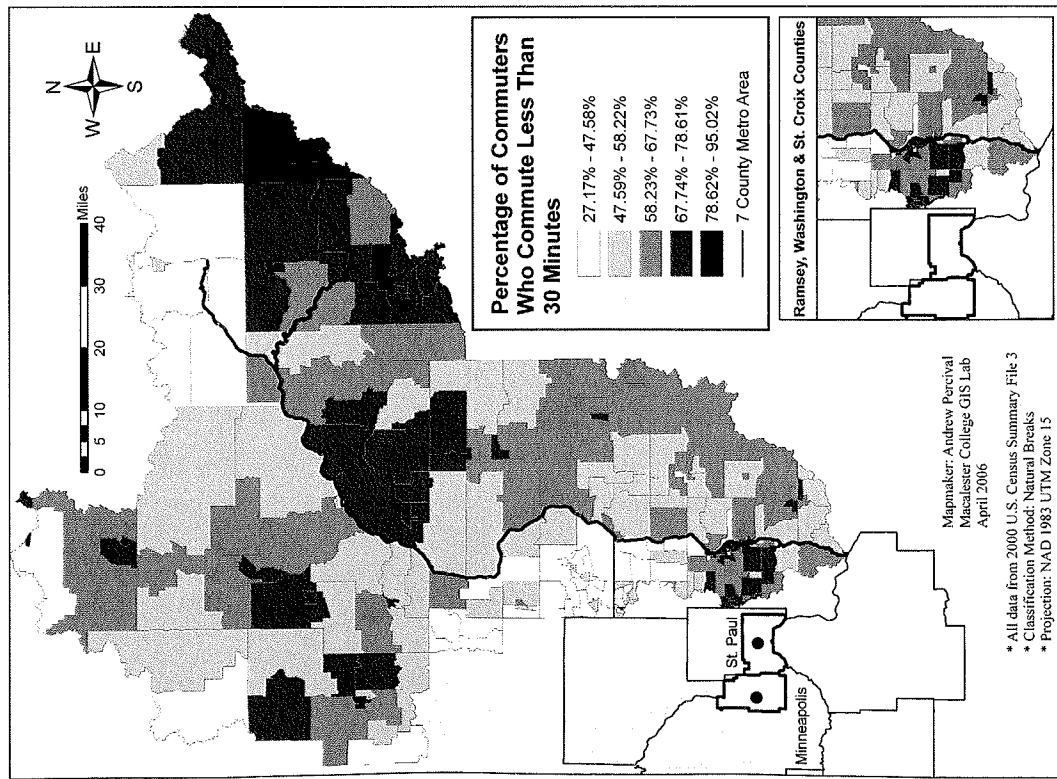 N
W E
S
0 5 10 20 30 40
Miles
Percentage of Commuters
Who Commute Less Than
30 Minutes
27.17% - 47.58%
47.59% - 58.22%
58.23% - 67.73%
67.74% - 78.61%
78.62% - 95.02%
7 County Metro Area
Ramsey, Washington & St. Croix Counties
St. Paul
Minneapolis
Mapmaker: Andrew Percival
Macalester College GIS Lab
April 2006
* All data from 2000 U.S. Census Summary File 3
* Classification Method: Natural Breaks
* Projection: NAD 1983 UTM Zone 15